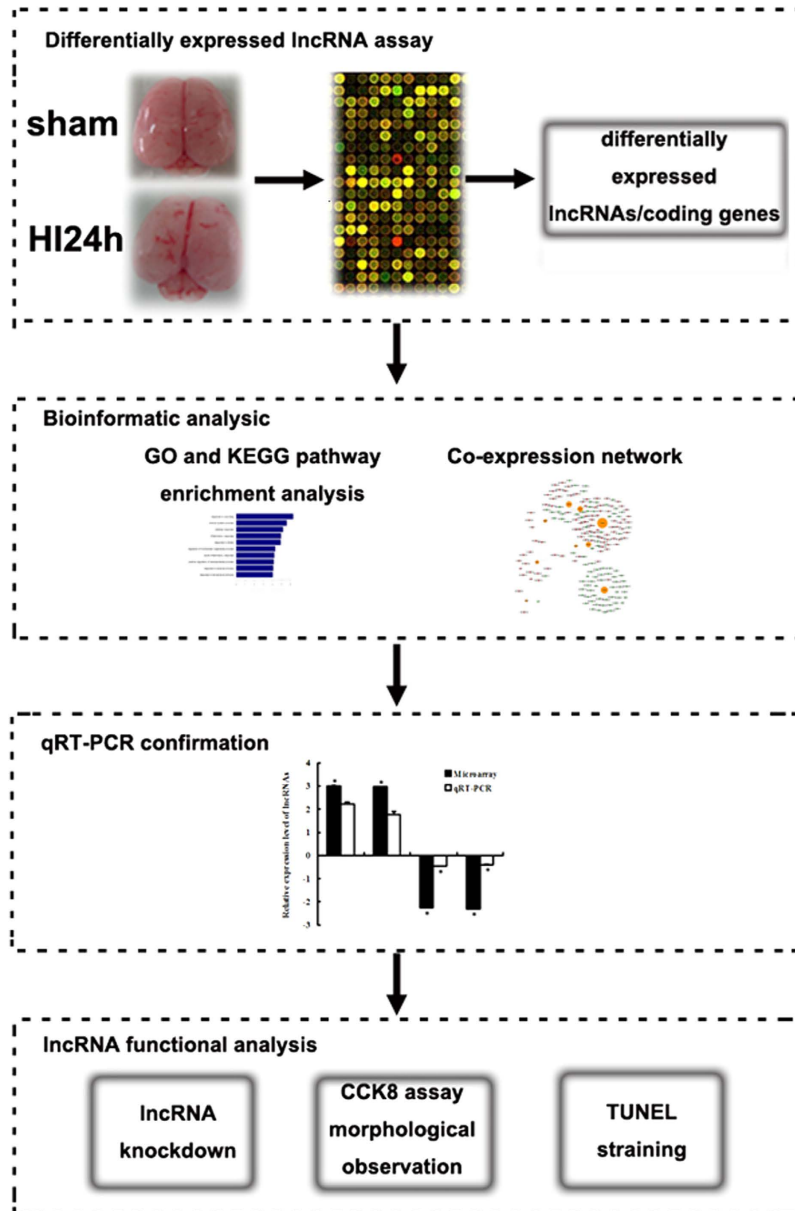 Differentially expressed lncRNA assay
sham
HI24h
differentially
expressed
lncRNAs/coding genes
Bioinformatic analysis
GO and KEGG pathway
enrichment analysis
Co-expression network
qRT-PCR confirmation
Relative expression level of lncRNAs
4
3
2
1
0
-1
-2
-3
Microarray
qRT-PCR
*
*
*
*
*
*
lncRNA functional analysis
lncRNA
knockdown
CCK8 assay
morphological
observation
TUNEL
straining